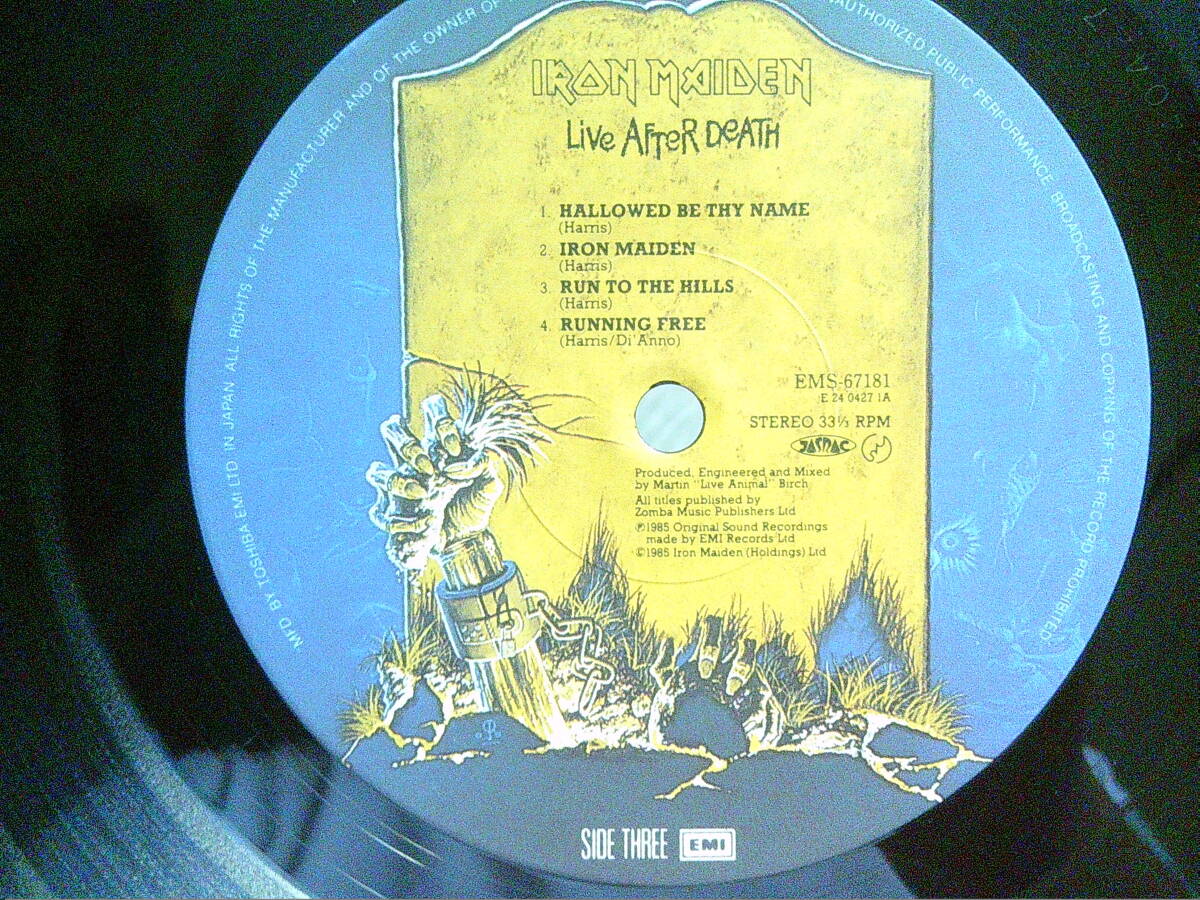 IRON MAIDEN
Live After Death
1. HALLOWED BE THY NAME
(Harris)
2. IRON MAIDEN
(Harris)
3. RUN TO THE HILLS
(Harris)
4. RUNNING FREE
(Harris/Di'Anno)
EMS-67181
E 24 0427 1A
STEREO 33⅓ RPM
JASRAC
Produced, Engineered and Mixed
by Martin "Live Animal" Birch
All titles published by
Zomba Music Publishers Ltd
℗1985 Original Sound Recordings
made by EMI Records Ltd
©1985 Iron Maiden (Holdings) Ltd
SIDE THREE EMI
MFD BY TOSHIBA EMI LTD IN JAPAN ALL RIGHTS OF THE MANUFACTURER AND OF THE OWNER OF
UNAUTHORIZED PUBLIC PERFORMANCE BROADCASTING AND COPYING OF THE RECORD PROHIBITED